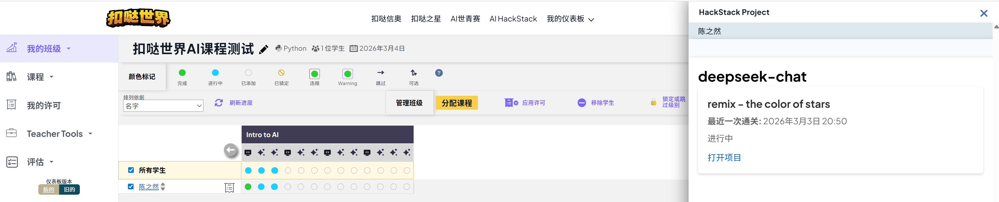 扣哒世界
扣哒信奥 扣哒之星 AI世青赛 AI HackStack 我的仪表板
我的班级
课程
我的许可
Teacher Tools
评估
仪表板版本
新的 旧的
扣哒世界AI课程测试 Python 1 位学生 2026年3月4日
颜色标记
完成 进行中 已添加 已锁定 违规 Warning 跳过 可选 ?
排列依据
名字
刷新进度
管理班级 分配课程 应用许可 移除学生
锁定或跳
过级别
Intro to AI
所有学生
陈之然
HackStack Project
陈之然
deepseek-chat
remix - the color of stars
最近一次通关: 2026年3月3日 20:50
进行中
打开项目